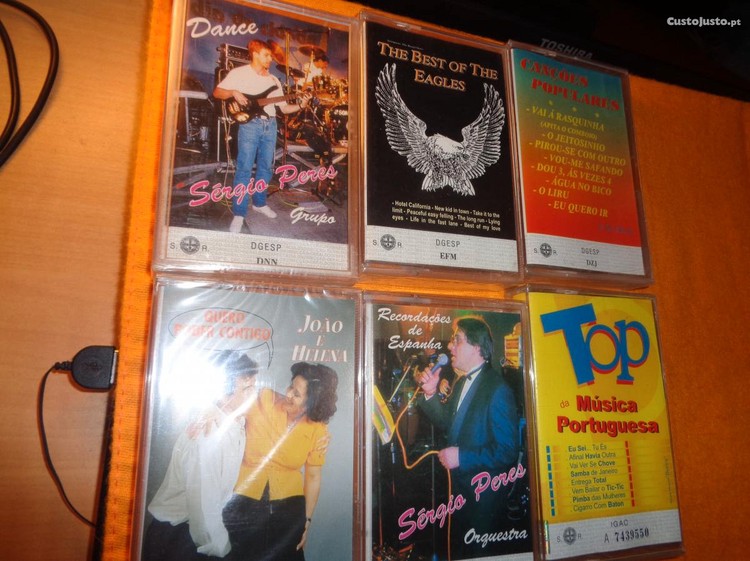 CustoJusto.pt
TOSHIBA
Dance
Sérgio Peres
Grupo
S. R. DGESP
DNN
THE BEST OF THE
EAGLES
- Hotel California - New kid in town - Take it to the
limit - Peaceful easy felling - The long run - Lying
eyes - Life in the fast lane - Best of my love
S. R. DGESP
EFM
CANÇÕES
POPULARES
- VAI À RASQUINHA
(APITA O COMBOIO)
- O JEITOSINHO
- PIROU-SE COM OUTRO
- VOU-ME SAFANDO
- DOU 3, ÀS VEZES 4
- ÁGUA NO BICO
- O LIRU
- EU QUERO IR
S. R. DGESP
DZJ
QUERO
CONTIGO
JOÃO
E
HELENA
Recordações
de
Espanha
Sérgio Peres
Orquestra
Top
da Música
Portuguesa
Eu Sei... Tu És
Afinal Havia Outra
Vai Ver Se Chove
Samba de Janeiro
Entrega Total
Vem Bailar o Tic-Tic
Pimba das Mulheres
Cigarro Com Baton
S. R. IGAC
A 7439550